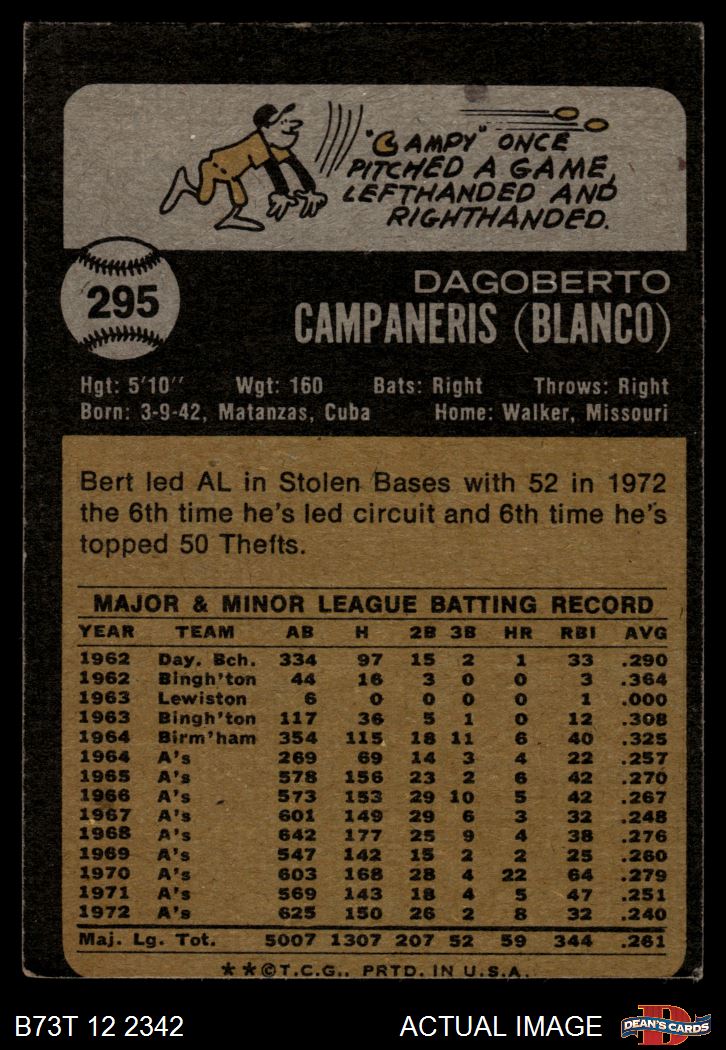 "CAMPY" ONCE
PITCHED A GAME,
LEFTHANDED AND
RIGHTHANDED.
295
DAGOBERTO
CAMPANERIS (BLANCO)
Hgt: 5'10'' Wgt: 160 Bats: Right Throws: Right
Born: 3-9-42, Matanzas, Cuba Home: Walker, Missouri
Bert led AL in Stolen Bases with 52 in 1972
the 6th time he's led circuit and 6th time he's
topped 50 Thefts.
MAJOR & MINOR LEAGUE BATTING RECORD
YEAR TEAM AB H 2B 3B HR RBI AVG
1962 Day. Bch. 334 97 15 2 1 33 .290
1962 Bingh'ton 44 16 3 0 0 3 .364
1963 Lewiston 6 0 0 0 0 1 .000
1963 Bingh'ton 117 36 5 1 0 12 .308
1964 Birm'ham 354 115 18 11 6 40 .325
1964 A's 269 69 14 3 4 22 .257
1965 A's 578 156 23 2 6 42 .270
1966 A's 573 153 29 10 5 42 .267
1967 A's 601 149 29 6 3 32 .248
1968 A's 642 177 25 9 4 38 .276
1969 A's 547 142 15 2 2 25 .260
1970 A's 603 168 28 4 22 64 .279
1971 A's 569 143 18 4 5 47 .251
1972 A's 625 150 26 2 8 32 .240
Maj. Lg. Tot. 5007 1307 207 52 59 344 .261
**©T.C.G., PRTD. IN U.S.A.
B73T 12 2342 ACTUAL IMAGE D DEAN'S CARDS